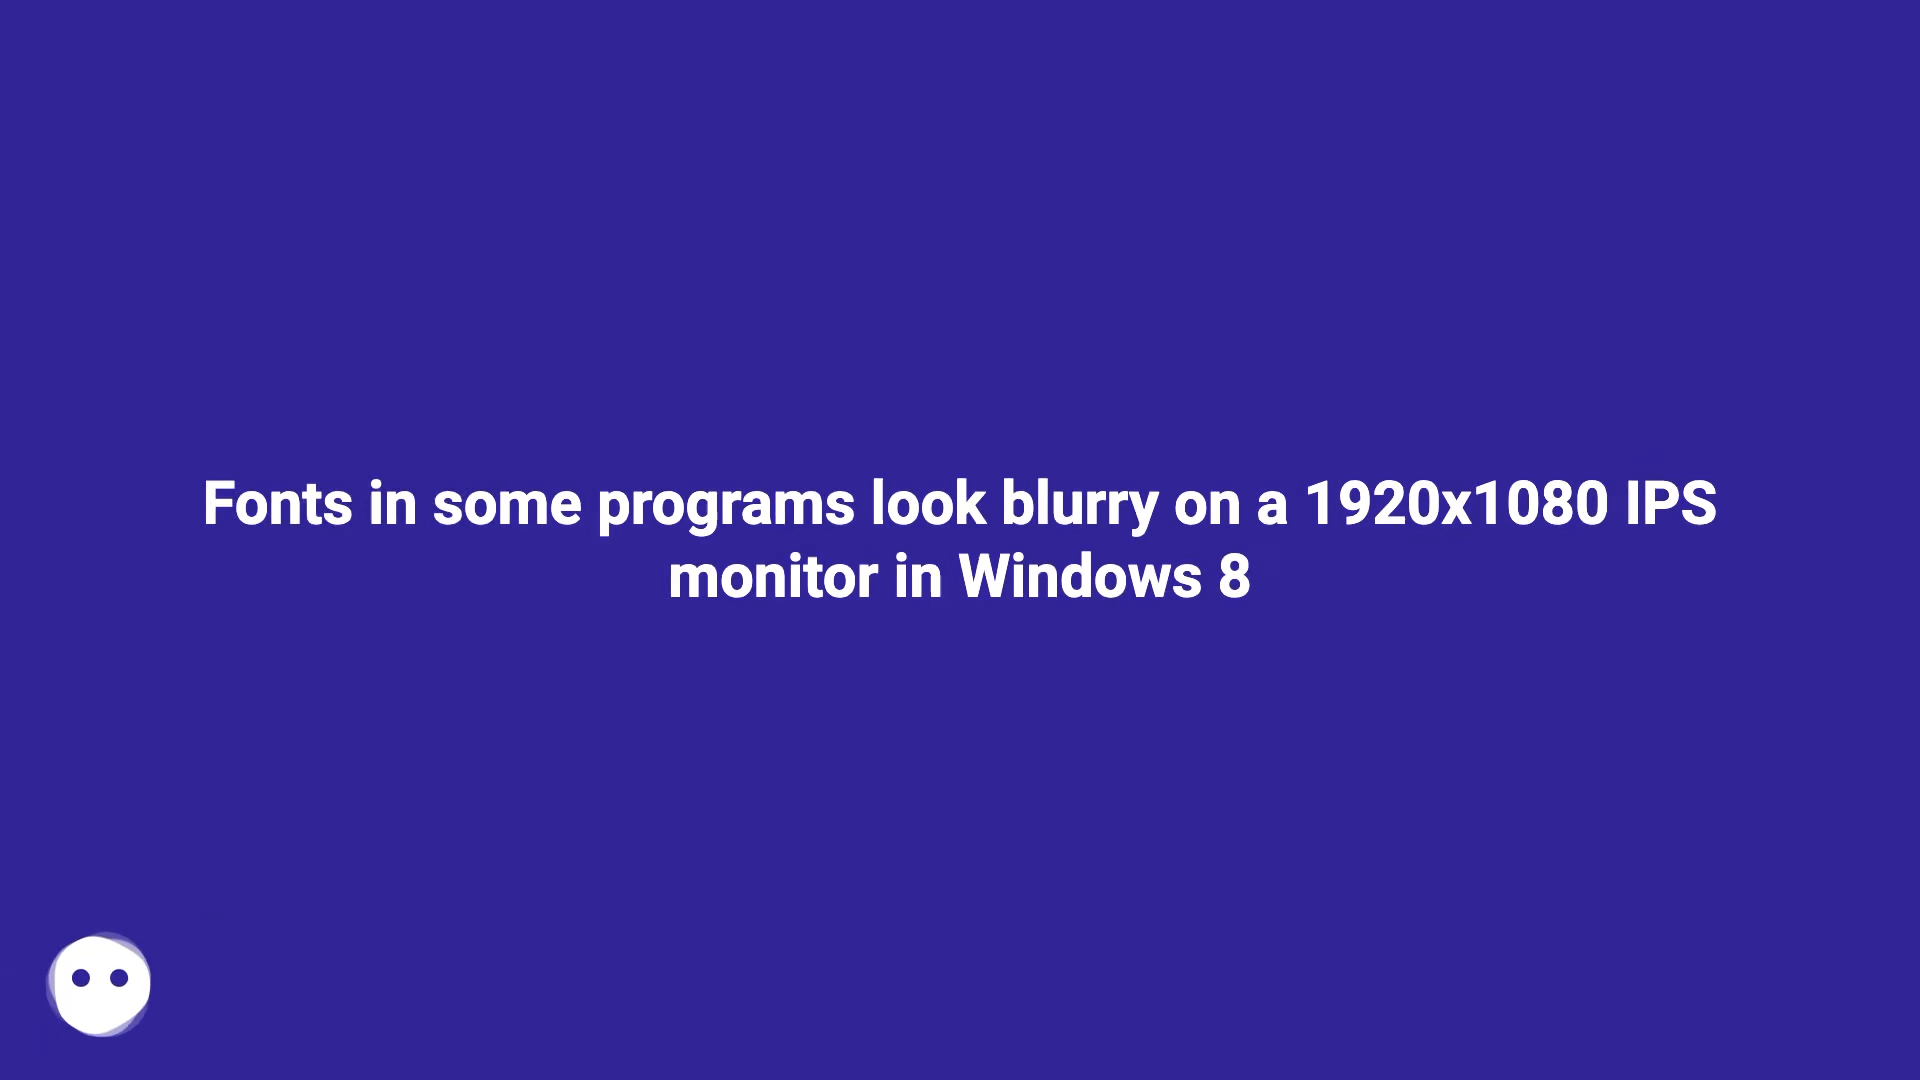 Fonts in some programs look blurry on a 1920x1080 IPS
monitor in Windows 8